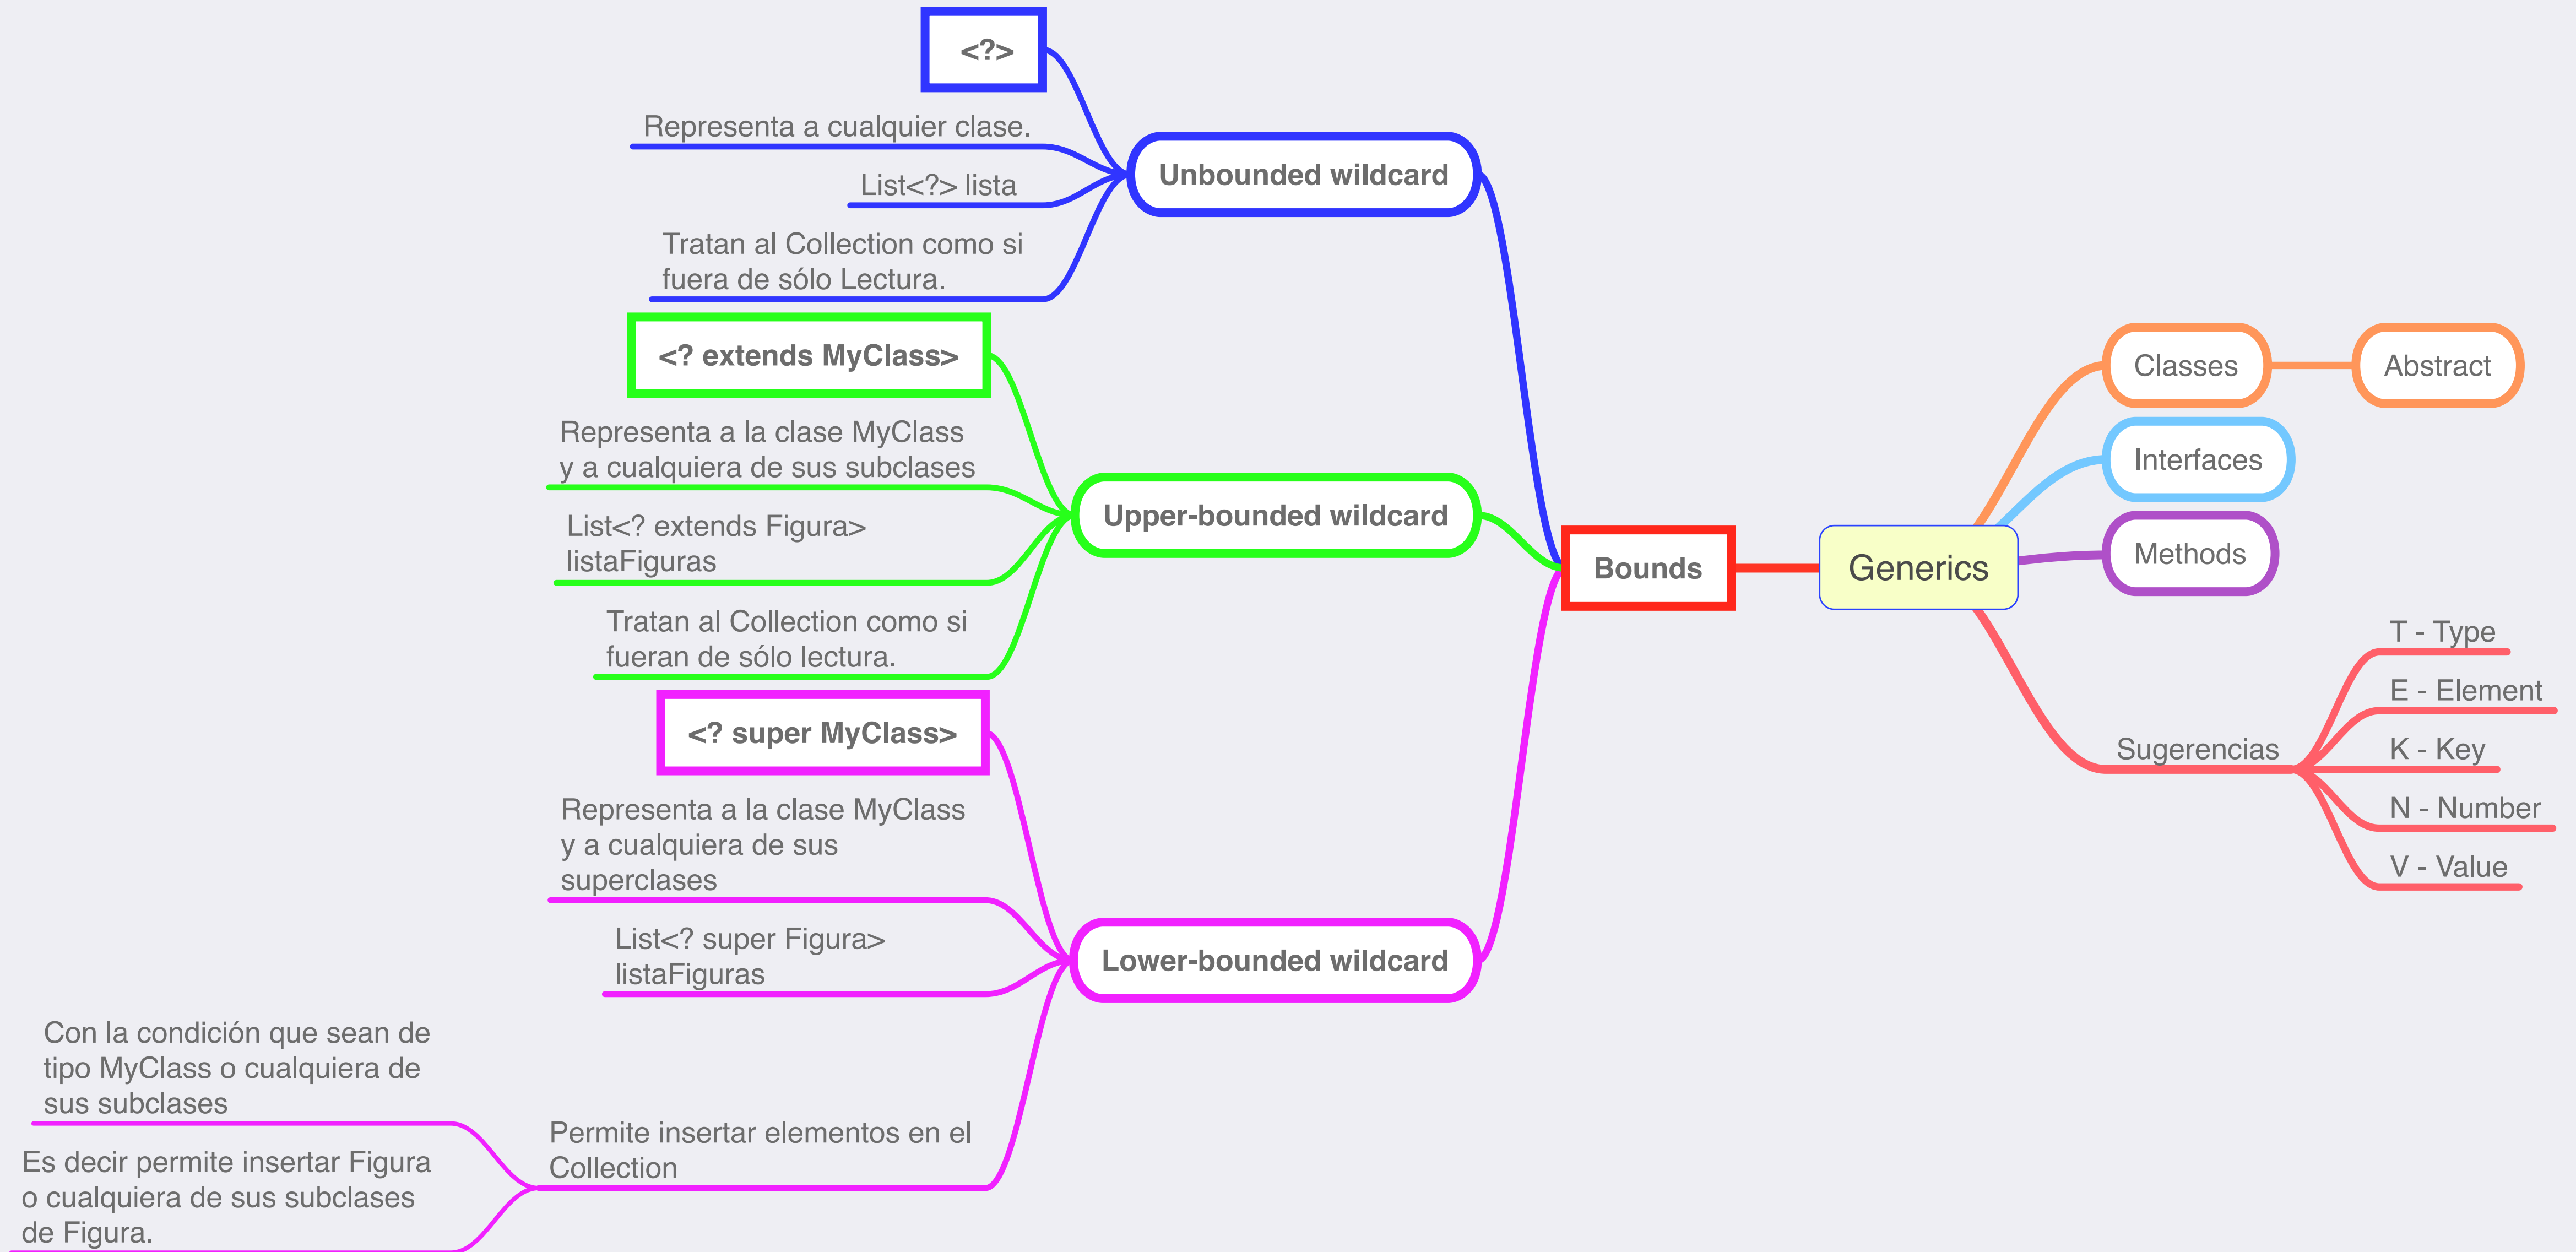 <?>
Representa a cualquier clase.
List<?> lista
Tratan al Collection como si
fuera de sólo Lectura.
Unbounded wildcard
<? extends MyClass>
Representa a la clase MyClass
y a cualquiera de sus subclases
List<? extends Figura>
listaFiguras
Tratan al Collection como si
fueran de sólo lectura.
Upper-bounded wildcard
<? super MyClass>
Representa a la clase MyClass
y a cualquiera de sus
superclases
List<? super Figura>
listaFiguras
Lower-bounded wildcard
Con la condición que sean de
tipo MyClass o cualquiera de
sus subclases
Es decir permite insertar Figura
o cualquiera de sus subclases
de Figura.
Permite insertar elementos en el
Collection
Bounds
Generics
Classes
Abstract
Interfaces
Methods
Sugerencias
T - Type
E - Element
K - Key
N - Number
V - Value